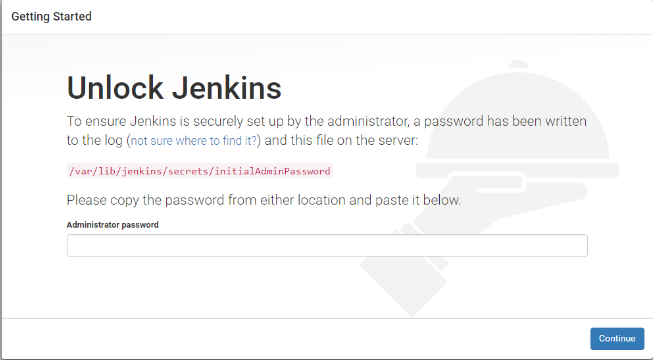 Getting Started
Unlock Jenkins
To ensure Jenkins is securely set up by the administrator, a password has been written
to the log (not sure where to find it?) and this file on the server:
/var/lib/jenkins/secrets/initialAdminPassword
Please copy the password from either location and paste it below.
Administrator password
Continue